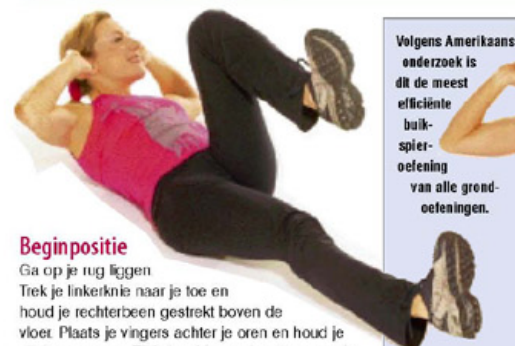 Volgens Amerikaans
onderzoek is
dit de meest
efficiënte
buik-
spier-
oefening
van alle grond-
oefeningen.
Beginpositie
Ga op je rug liggen
Trek je linkerknie naar je toe en
houd je rechterbeen gestrekt boven de
vloer. Plaats je vingers achter je oren en houd je